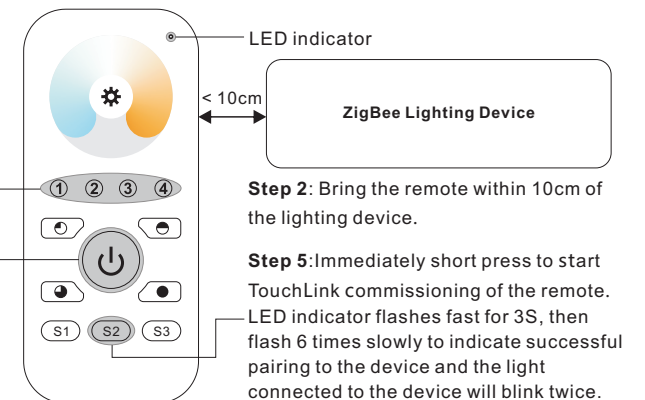 LED indicator
< 10cm
ZigBee Lighting Device
1 2 3 4
Step 2: Bring the remote within 10cm of
the lighting device.
Step 5:Immediately short press to start
TouchLink commissioning of the remote.
S1 S2 S3
LED indicator flashes fast for 3S, then
flash 6 times slowly to indicate successful
pairing to the device and the light
connected to the device will blink twice.